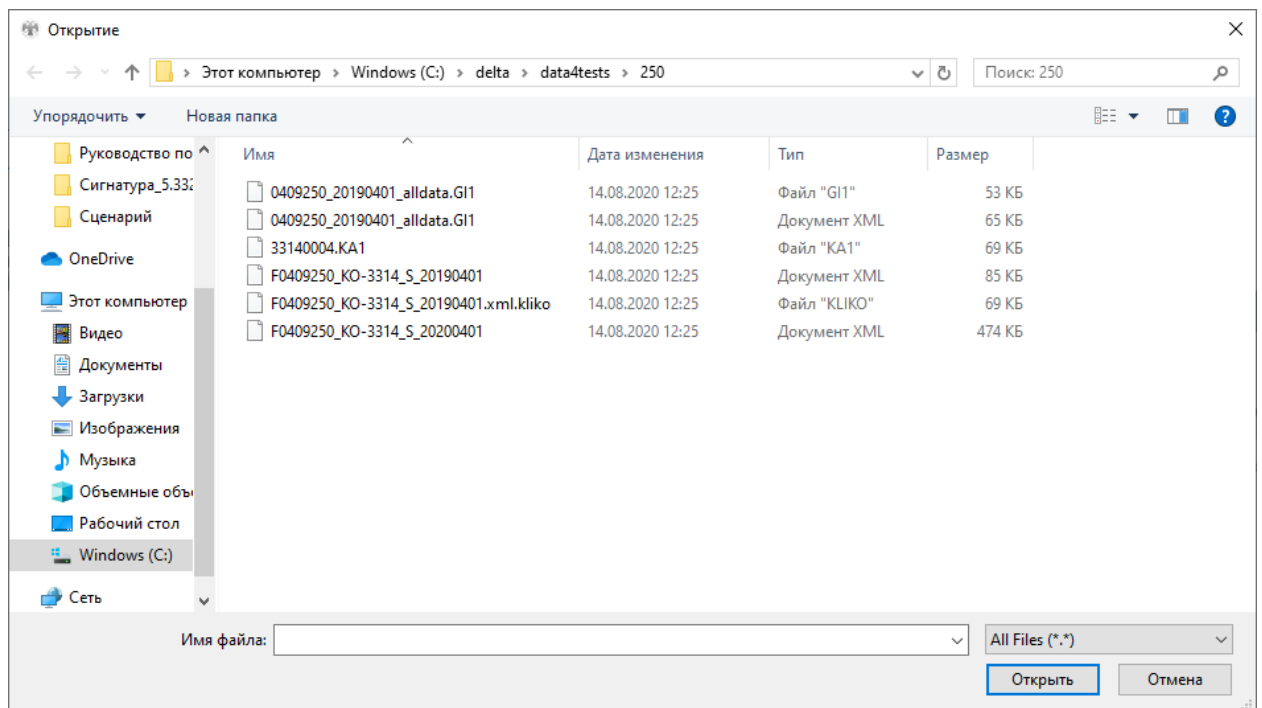 Открытие
Этот компьютер › Windows (C:) › delta › data4tests › 250
Поиск: 250
Упорядочить
Новая папка
Имя
Дата изменения
Тип
Размер
Руководство по
Сигнатура_5.332
Сценарий
OneDrive
Этот компьютер
Видео
Документы
Загрузки
Изображения
Музыка
Объемные объ
Рабочий стол
Windows (C:)
Сеть
0409250_20190401_alldata.GI1 14.08.2020 12:25 Файл "GI1" 53 КБ
0409250_20190401_alldata.GI1 14.08.2020 12:25 Документ XML 65 КБ
33140004.KA1 14.08.2020 12:25 Файл "KA1" 69 КБ
F0409250_KO-3314_S_20190401 14.08.2020 12:25 Документ XML 85 КБ
F0409250_KO-3314_S_20190401.xml.kliko 14.08.2020 12:25 Файл "KLIKO" 69 КБ
F0409250_KO-3314_S_20200401 14.08.2020 12:25 Документ XML 474 КБ
Имя файла:
All Files (*.*)
Открыть
Отмена